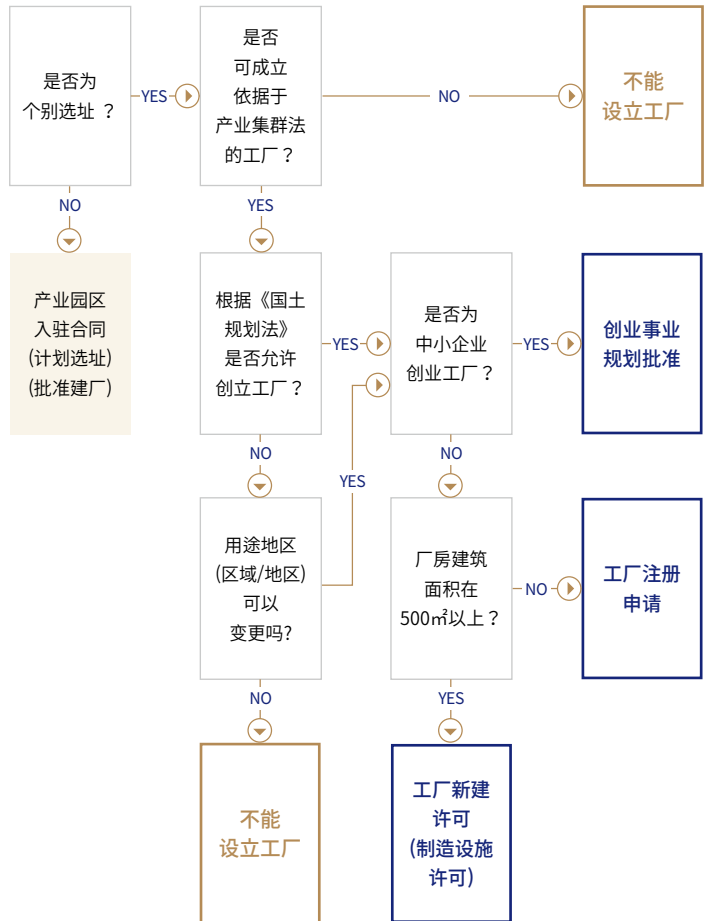 是否为
个别选址 ?
YES
是否
可成立
依据于
产业集群法
的工厂？
NO
不能
设立工厂
NO
YES
产业园区
入驻合同
(计划选址)
(批准建厂)
根据《国土
规划法》
是否允许
创立工厂？
YES
是否为
中小企业
创业工厂？
YES
创业事业
规划批准
NO
YES
NO
用途地区
(区域/地区)
可以
变更吗?
厂房建筑
面积在
500㎡以上？
NO
工厂注册
申请
NO
YES
不能
设立工厂
工厂新建
许可
(制造设施
许可)